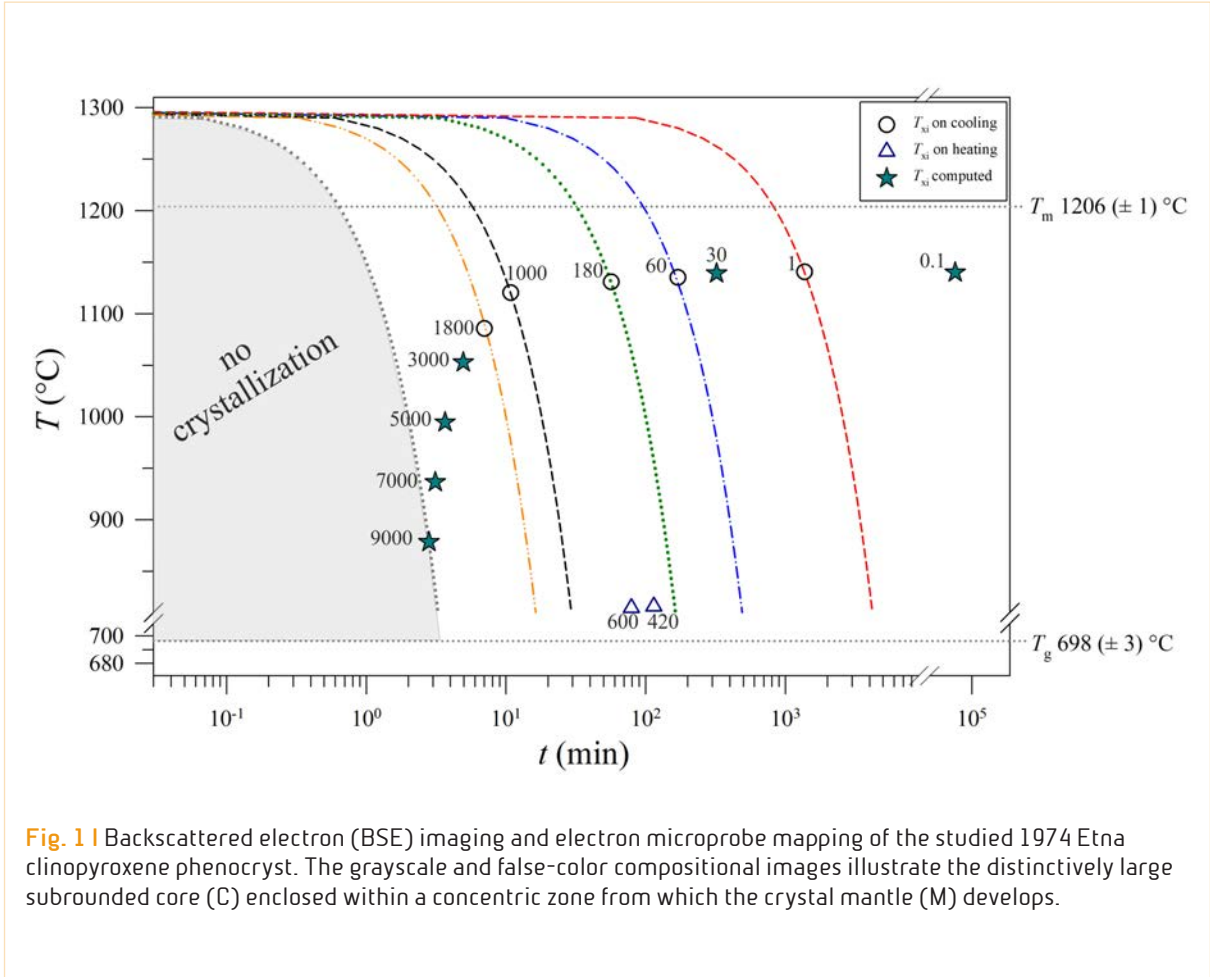 1300
1200
1100
1000
900
700
680
T (°C)
Txi on cooling
Txi on heating
Txi computed
Tm 1206 (± 1) °C
Tg 698 (± 3) °C
no
crystallization
1000
180
60
30
1
0.1
1800
3000
5000
7000
9000
600
420
10-1
100
101
102
103
105
t (min)
Fig. 1 | Backscattered electron (BSE) imaging and electron microprobe mapping of the studied 1974 Etna
clinopyroxene phenocryst. The grayscale and false-color compositional images illustrate the distinctively large
subrounded core (C) enclosed within a concentric zone from which the crystal mantle (M) develops.